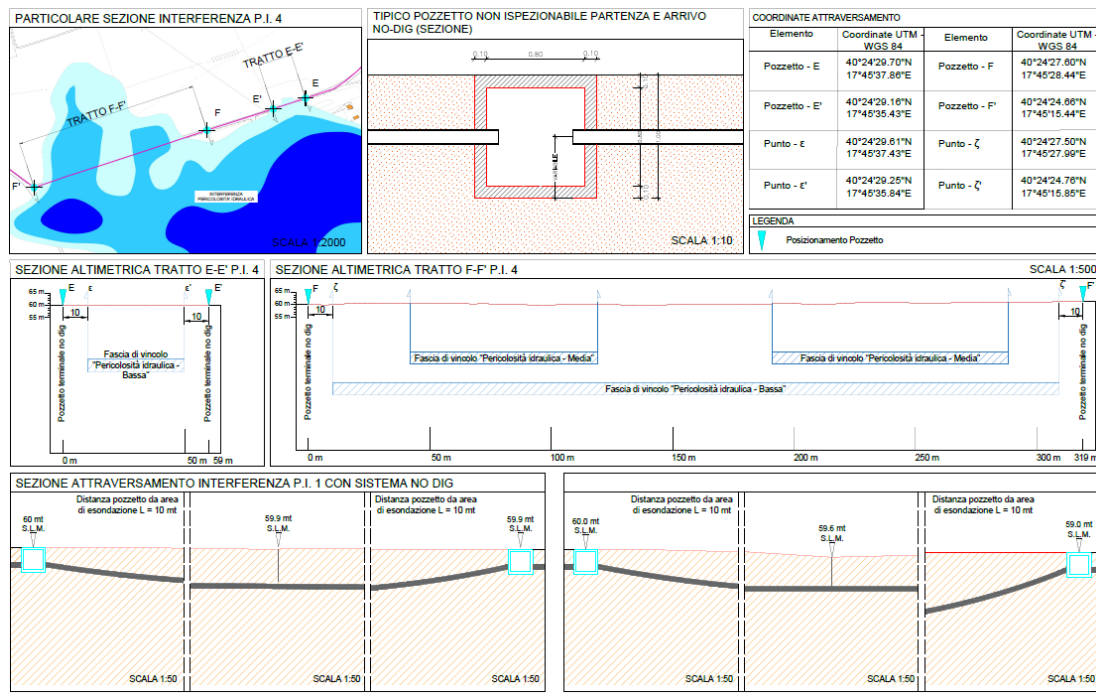 PARTICOLARE SEZIONE INTERFERENZA P.I. 4
TRATTO E-E'
TRATTO F-F'
E
E'
F
F'
INTERFERENZA
PERICOLOSITA' IDRAULICA
SCALA 1:2000
TIPICO POZZETTO NON ISPEZIONABILE PARTENZA E ARRIVO
NO-DIG (SEZIONE)
0.10
0.80
0.10
0.10
0.10
SCALA 1:10
COORDINATE ATTRAVERSAMENTO
Elemento
Coordinate UTM -
WGS 84
Elemento
Coordinate UTM -
WGS 84
Pozzetto - E
40°24'29.70"N
17°45'37.86"E
Pozzetto - F
40°24'27.60"N
17°45'28.44"E
Pozzetto - E'
40°24'29.16"N
17°45'35.43"E
Pozzetto - F'
40°24'24.66"N
17°45'15.44"E
Punto - ε
40°24'29.61"N
17°45'37.43"E
Punto - ζ
40°24'27.50"N
17°45'27.99"E
Punto - ε'
40°24'29.25"N
17°45'35.84"E
Punto - ζ'
40°24'24.76"N
17°45'15.85"E
LEGENDA
Posizionamento Pozzetto
SEZIONE ALTIMETRICA TRATTO E-E' P.I. 4
65 m
60 m
55 m
E
ε
ε'
E'
10
10
Pozzetto terminale no dig
Fascia di vincolo
"Pericolosità idraulica -
Bassa"
Pozzetto terminale no dig
0 m
50 m
59 m
SEZIONE ALTIMETRICA TRATTO F-F' P.I. 4
SCALA 1:500
65 m
60 m
55 m
F
ζ
ζ'
F'
10
10
Pozzetto terminale no dig
Fascia di vincolo "Pericolosità idraulica - Media"
Fascia di vincolo "Pericolosità idraulica - Media"
Fascia di vincolo "Pericolosità idraulica - Bassa"
Pozzetto terminale no dig
0 m
50 m
100 m
150 m
200 m
250 m
300 m
319 m
SEZIONE ATTRAVERSAMENTO INTERFERENZA P.I. 1 CON SISTEMA NO DIG
Distanza pozzetto da area
di esondazione L = 10 mt
Distanza pozzetto da area
di esondazione L = 10 mt
60 mt
S.L.M.
59.9 mt
S.L.M.
59.9 mt
S.L.M.
SCALA 1:50
SCALA 1:50
SCALA 1:50
Distanza pozzetto da area
di esondazione L = 10 mt
Distanza pozzetto da area
di esondazione L = 10 mt
60.0 mt
S.L.M.
59.6 mt
S.L.M.
59.0 mt
S.L.M.
SCALA 1:50
SCALA 1:50
SCALA 1:50